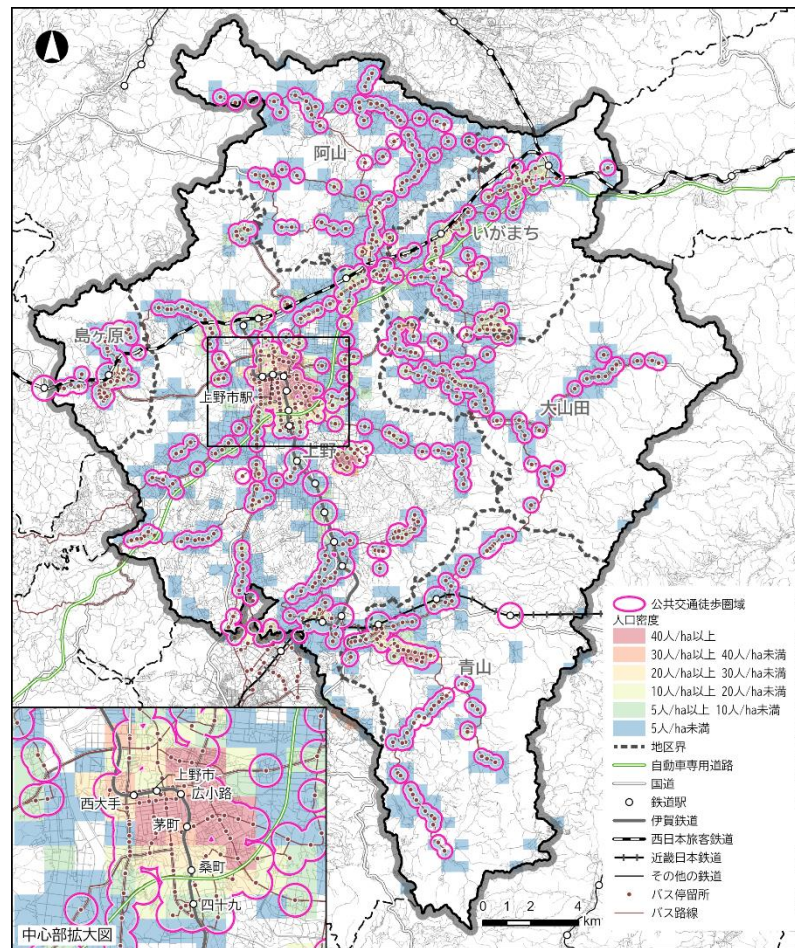 阿山
いがまち
島ヶ原
上野市駅
大山田
上野
青山
公共交通徒歩圏域
人口密度
40人/ha以上
30人/ha以上 40人/ha未満
20人/ha以上 30人/ha未満
10人/ha以上 20人/ha未満
5人/ha以上 10人/ha未満
5人/ha未満
地区界
自動車専用道路
国道
鉄道駅
伊賀鉄道
西日本旅客鉄道
近畿日本鉄道
その他の鉄道
バス停留所
バス路線
0 2 4
km
上野市
西大手
広小路
茅町
桑町
四十九
中心部拡大図